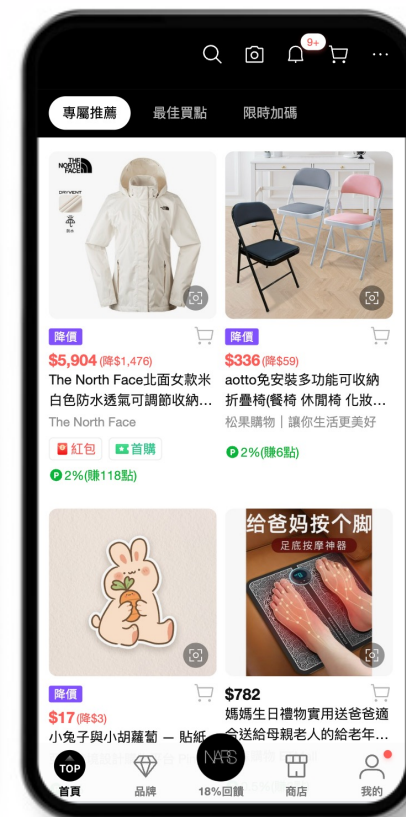 9+
專屬推薦
最佳買點
限時加碼
THE NORTH FACE
DRYVENT
防水
降價
$5,904 (降$1,476)
The North Face北面女款米
白色防水透氣可調節收納...
The North Face
紅包
首購
P 2%(賺118點)
降價
$336 (降$59)
aotto免安裝多功能可收納
折疊椅(餐椅 休閒椅 化妝...
松果購物｜讓你生活更美好
P 2%(賺6點)
降價
$17 (降$3)
小兔子與小胡蘿蔔 — 貼紙
给爸妈按个脚
足底按摩神器
$782
媽媽生日禮物實用送爸爸適
合送給母親老人的給老年...
TOP
首頁
品牌
NARS
18%回饋
商店
我的